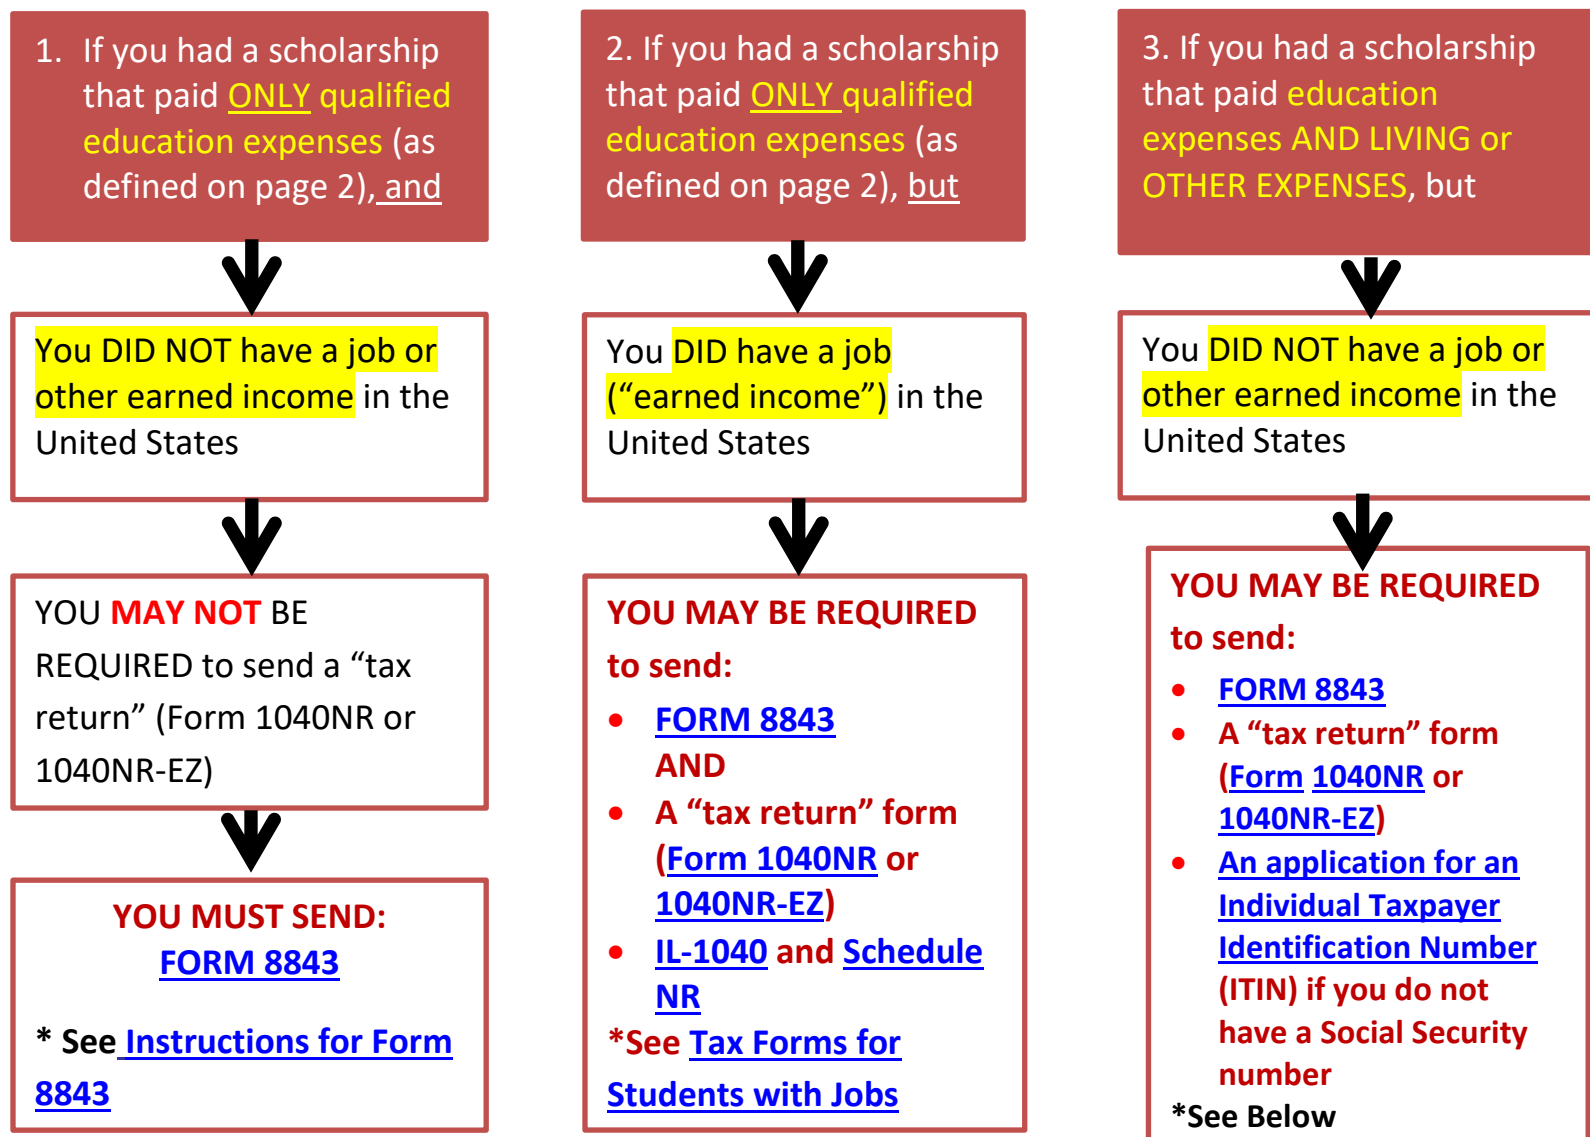 1. If you had a scholarship
that paid ONLY qualified
education expenses (as
defined on page 2), and
You DID NOT have a job or
other earned income in the
United States
YOU MAY NOT BE
REQUIRED to send a “tax
return” (Form 1040NR or
1040NR-EZ)
YOU MUST SEND:
FORM 8843
* See Instructions for Form
8843
2. If you had a scholarship
that paid ONLY qualified
education expenses (as
defined on page 2), but
You DID have a job
(“earned income”) in the
United States
YOU MAY BE REQUIRED
to send:
• FORM 8843
AND
• A “tax return” form
(Form 1040NR or
1040NR-EZ)
• IL-1040 and Schedule
NR
*See Tax Forms for
Students with Jobs
3. If you had a scholarship
that paid education
expenses AND LIVING or
OTHER EXPENSES, but
You DID NOT have a job or
other earned income in the
United States
YOU MAY BE REQUIRED
to send:
• FORM 8843
• A “tax return” form
(Form 1040NR or
1040NR-EZ)
• An application for an
Individual Taxpayer
Identification Number
(ITIN) if you do not
have a Social Security
number
*See Below